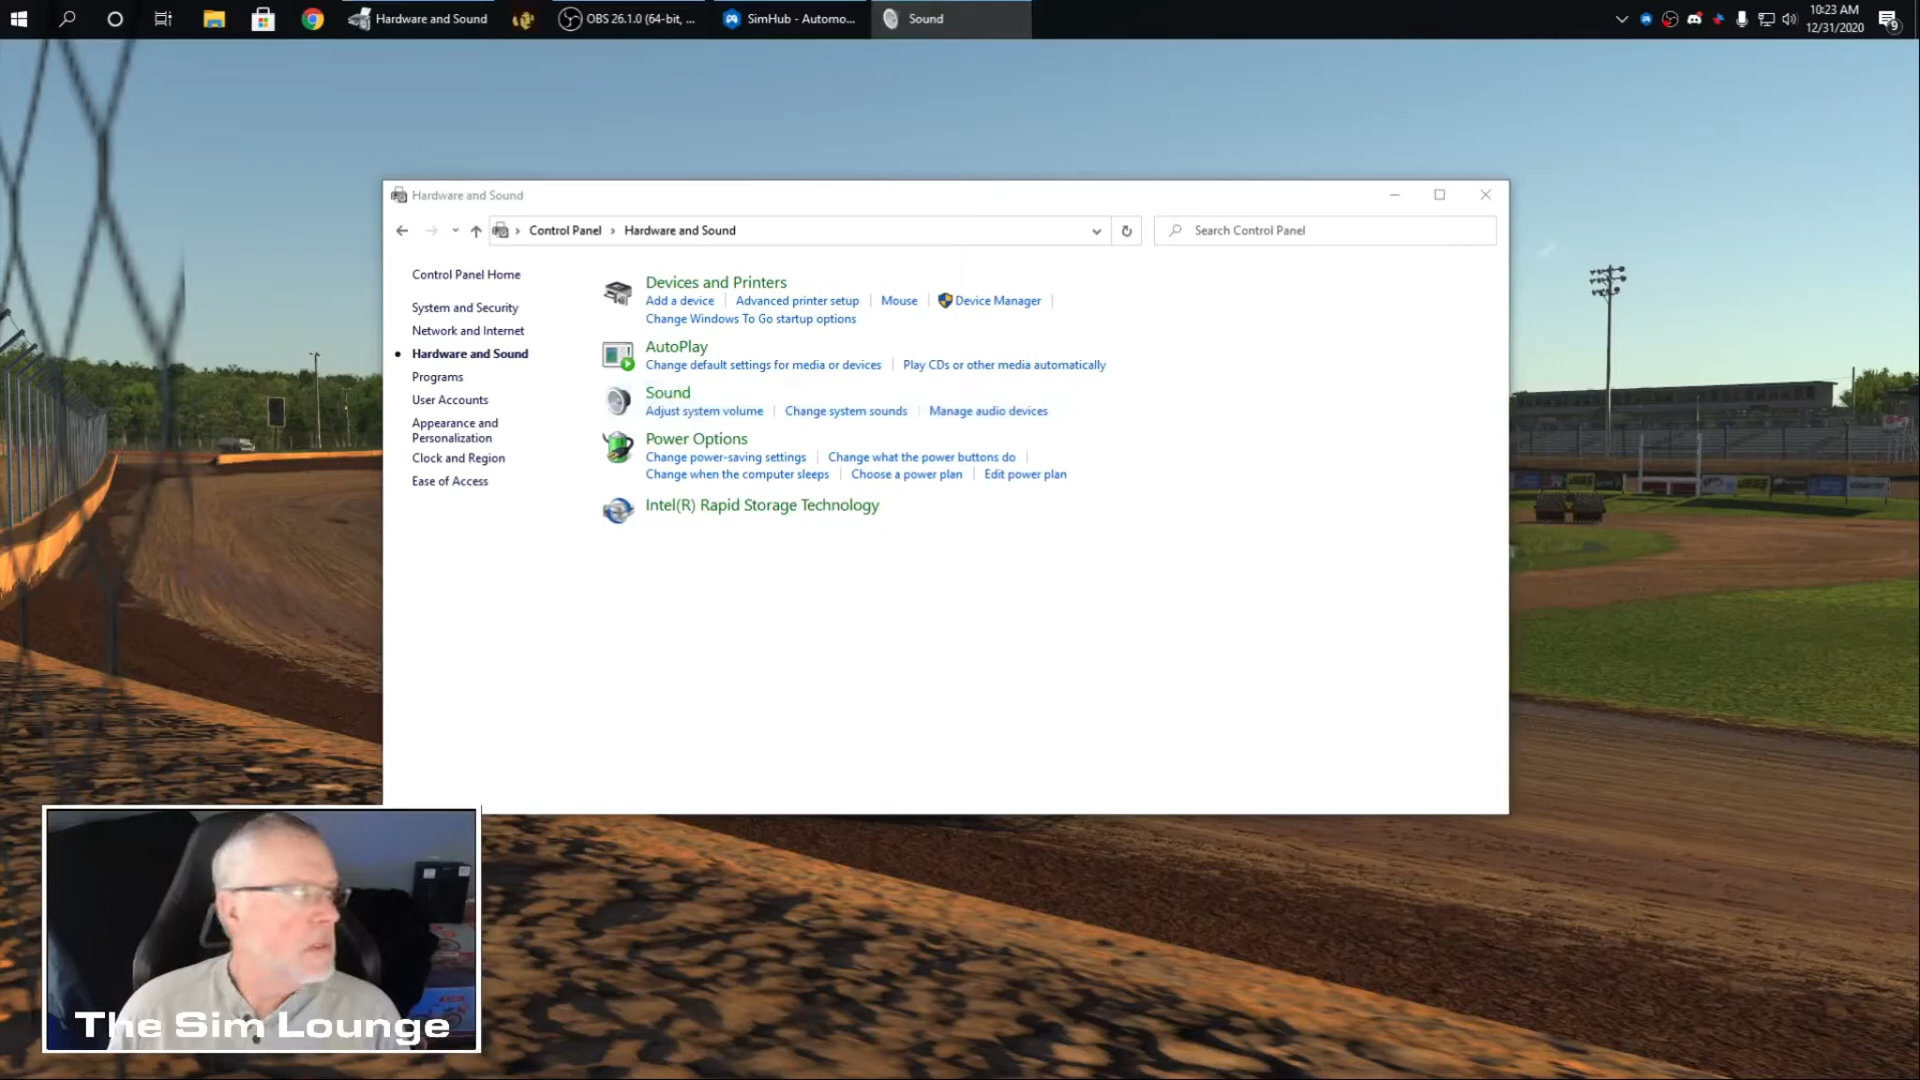 Hardware and Sound
OBS 26.1.0 (64-bit, ...
SimHub - Automo...
Sound
10:23 AM
12/31/2020
9
Hardware and Sound
Control Panel > Hardware and Sound
Search Control Panel
Control Panel Home
System and Security
Network and Internet
Hardware and Sound
Programs
User Accounts
Appearance and
Personalization
Clock and Region
Ease of Access
Devices and Printers
Add a device
Advanced printer setup
Mouse
Device Manager
Change Windows To Go startup options
AutoPlay
Change default settings for media or devices
Play CDs or other media automatically
Sound
Adjust system volume
Change system sounds
Manage audio devices
Power Options
Change power-saving settings
Change what the power buttons do
Change when the computer sleeps
Choose a power plan
Edit power plan
Intel(R) Rapid Storage Technology
The Sim Lounge